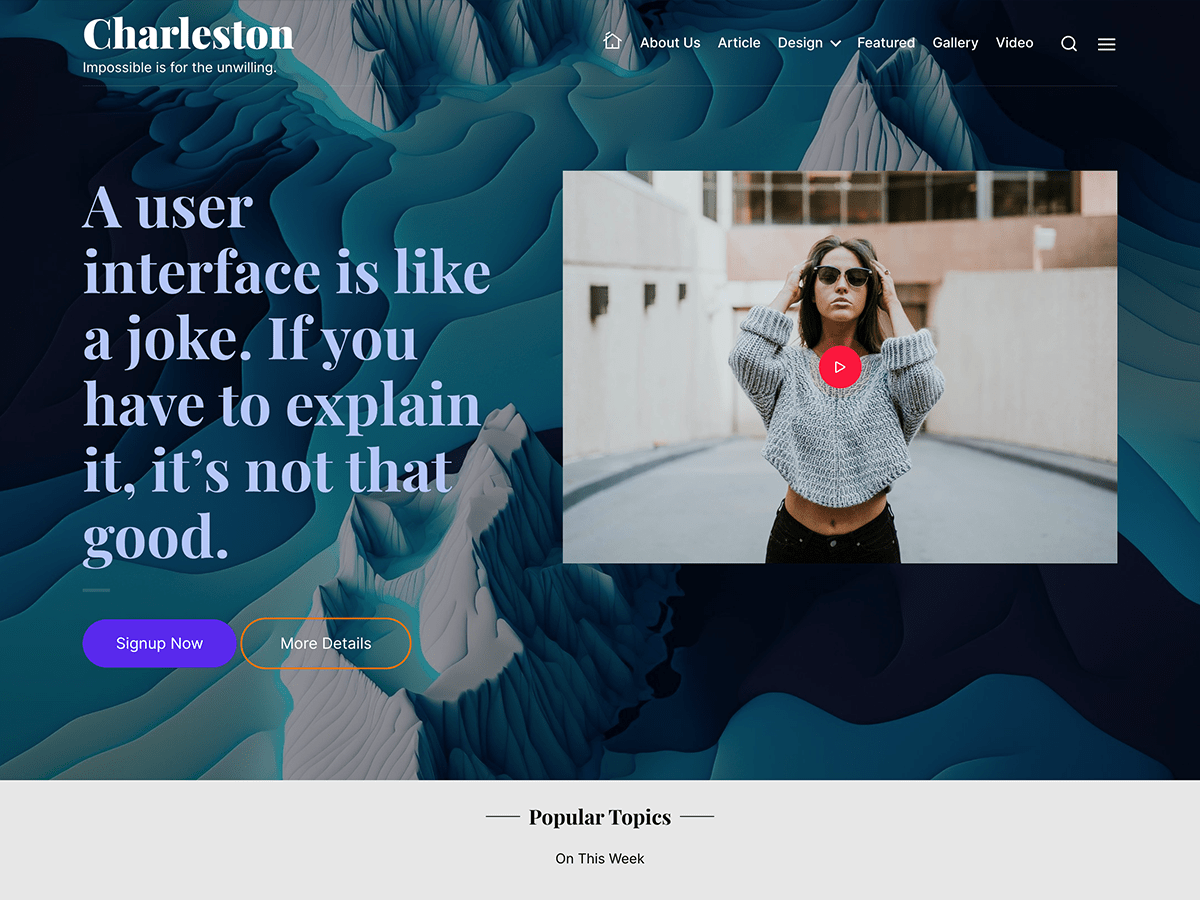 Charleston
Impossible is for the unwilling.
About Us Article Design Featured Gallery Video
A user
interface is like
a joke. If you
have to explain
it, it’s not that
good.
Signup Now More Details
Popular Topics
On This Week